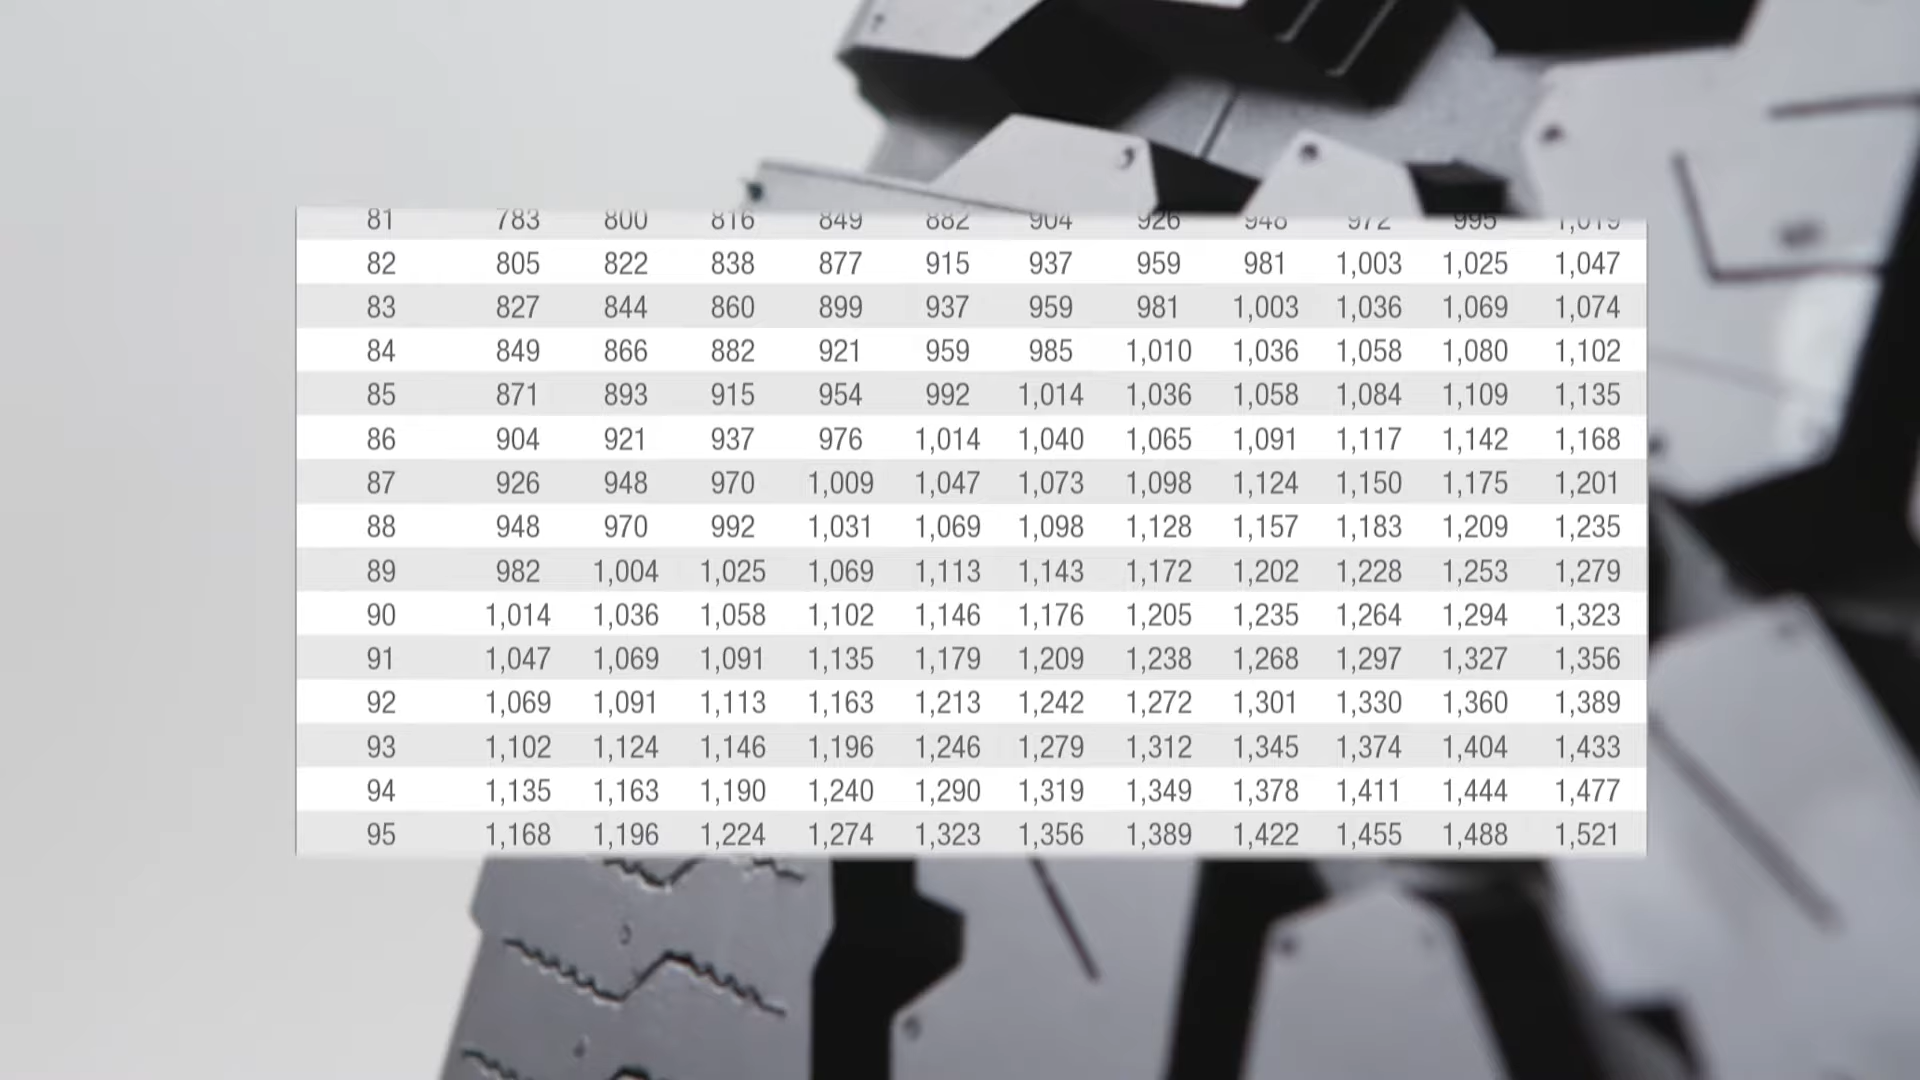 81 783 800 816 849 882 904 926 948 972 995 1,019
82 805 822 838 877 915 937 959 981 1,003 1,025 1,047
83 827 844 860 899 937 959 981 1,003 1,036 1,069 1,074
84 849 866 882 921 959 985 1,010 1,036 1,058 1,080 1,102
85 871 893 915 954 992 1,014 1,036 1,058 1,084 1,109 1,135
86 904 921 937 976 1,014 1,040 1,065 1,091 1,117 1,142 1,168
87 926 948 970 1,009 1,047 1,073 1,098 1,124 1,150 1,175 1,201
88 948 970 992 1,031 1,069 1,098 1,128 1,157 1,183 1,209 1,235
89 982 1,004 1,025 1,069 1,113 1,143 1,172 1,202 1,228 1,253 1,279
90 1,014 1,036 1,058 1,102 1,146 1,176 1,205 1,235 1,264 1,294 1,323
91 1,047 1,069 1,091 1,135 1,179 1,209 1,238 1,268 1,297 1,327 1,356
92 1,069 1,091 1,113 1,163 1,213 1,242 1,272 1,301 1,330 1,360 1,389
93 1,102 1,124 1,146 1,196 1,246 1,279 1,312 1,345 1,374 1,404 1,433
94 1,135 1,163 1,190 1,240 1,290 1,319 1,349 1,378 1,411 1,444 1,477
95 1,168 1,196 1,224 1,274 1,323 1,356 1,389 1,422 1,455 1,488 1,521